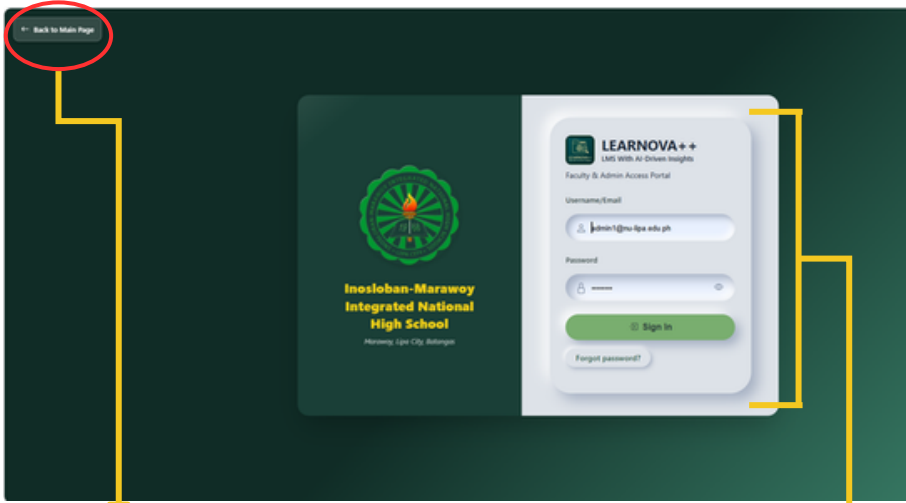 ← Back to Main Page
Inosloban-Marawoy
Integrated National
High School
Marawoy, Lipa City, Batangas
LEARNOVA++
LMS With AI-Driven Insights
Faculty & Admin Access Portal
Username/Email
admin1@nu-lipa.edu.ph
Password
Sign In
Forgot password?